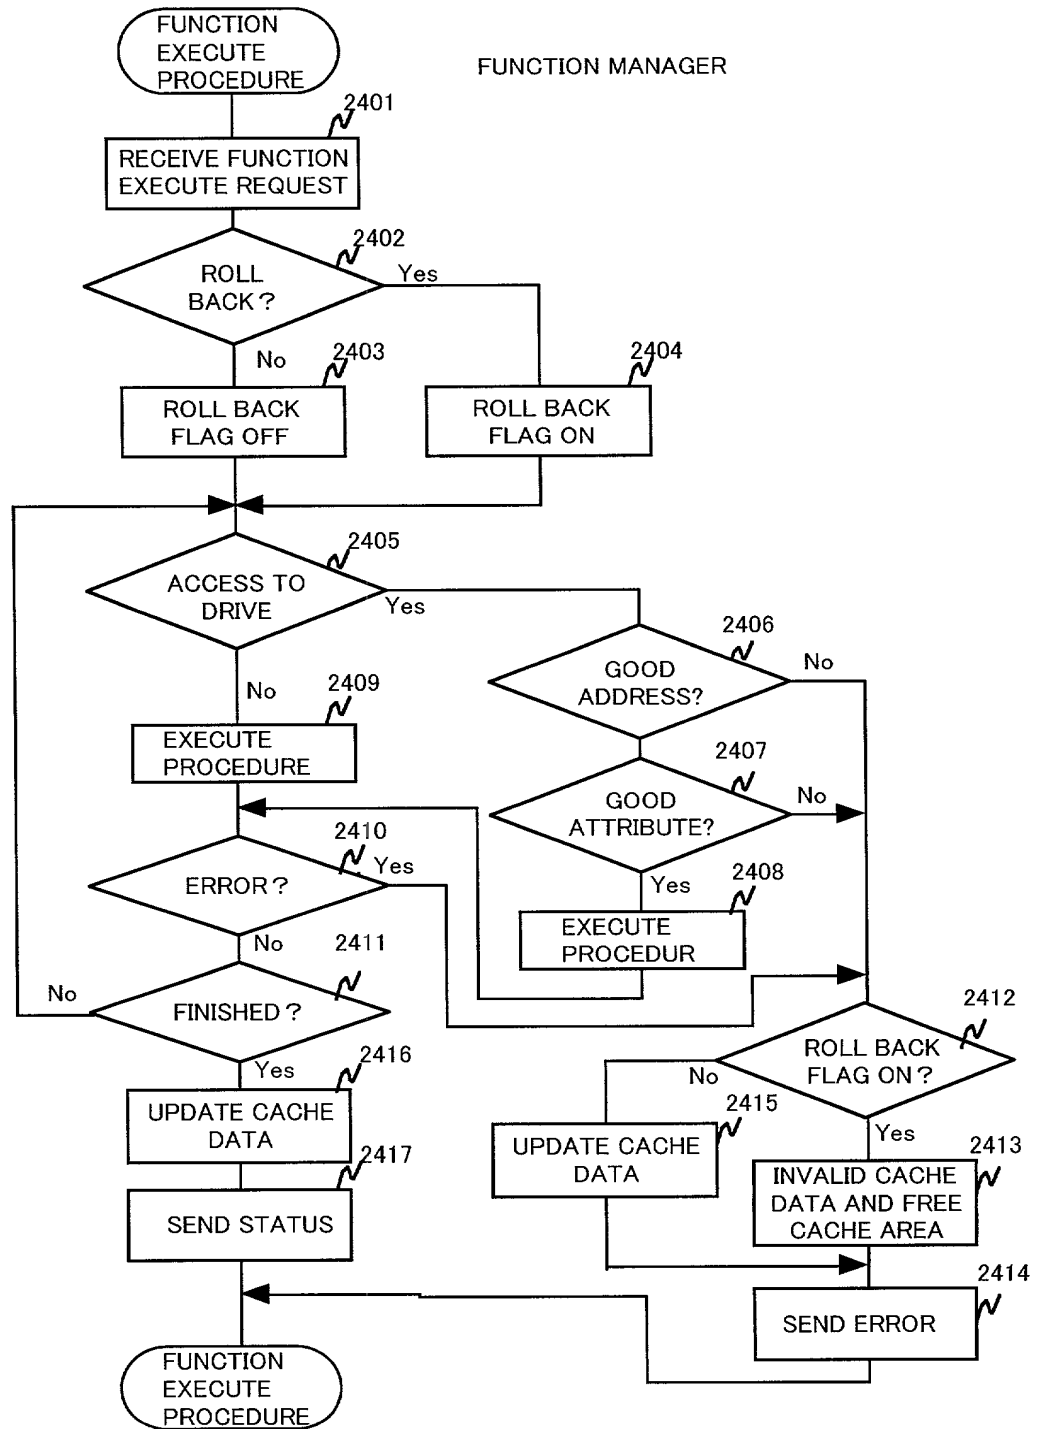 FUNCTION
EXECUTE
PROCEDURE
FUNCTION MANAGER
2401
RECEIVE FUNCTION
EXECUTE REQUEST
2402
ROLL
BACK?
Yes
No
2403
ROLL BACK
FLAG OFF
2404
ROLL BACK
FLAG ON
2405
ACCESS TO
DRIVE
Yes
No
2406
GOOD
ADDRESS?
No
2407
GOOD
ATTRIBUTE?
No
Yes
2408
EXECUTE
PROCEDUR
2409
EXECUTE
PROCEDURE
2410
ERROR?
Yes
No
2411
FINISHED?
No
Yes
2412
ROLL BACK
FLAG ON?
No
Yes
2413
INVALID CACHE
DATA AND FREE
CACHE AREA
2415
UPDATE CACHE
DATA
2414
SEND ERROR
2416
UPDATE CACHE
DATA
2417
SEND STATUS
FUNCTION
EXECUTE
PROCEDURE